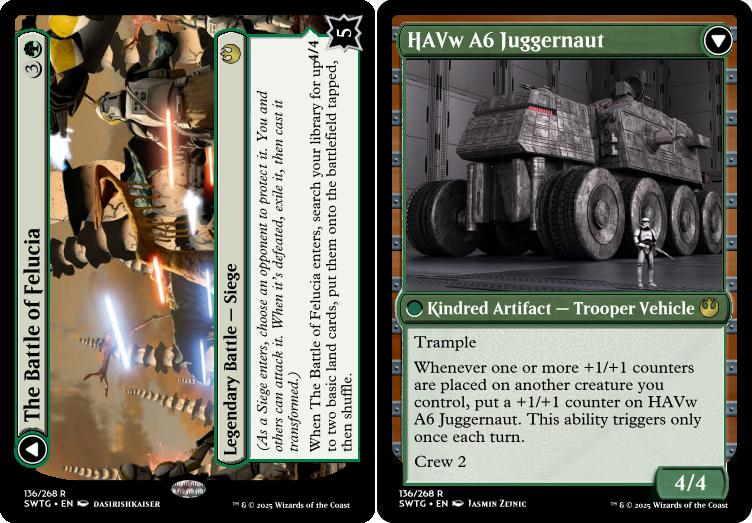 The Battle of Felucia
3
Legendary Battle — Siege
(As a Siege enters, choose an opponent to protect it. You and
others can attack it. When it's defeated, exile it, then cast it
transformed.)
When The Battle of Felucia enters, search your library for up
to two basic land cards, put them onto the battlefield tapped,
then shuffle.
4/4
5
136/268 R
SWTG • EN DASIRISHKAISER
™ & © 2025 Wizards of the Coast
HAVw A6 Juggernaut
Kindred Artifact — Trooper Vehicle
Trample
Whenever one or more +1/+1 counters
are placed on another creature you
control, put a +1/+1 counter on HAVw
A6 Juggernaut. This ability triggers only
once each turn.
Crew 2
4/4
136/268 R
SWTG • EN JASMIN ZEJNIC
™ & © 2025 Wizards of the Coast